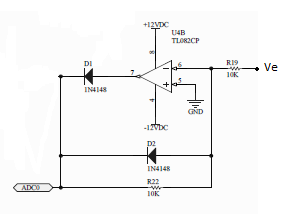 +12VDC
U4B
TL082CP
D1
1N4148
7
8
6
5
4
R19
10K
Ve
GND
-12VDC
D2
1N4148
R22
10K
ADC0